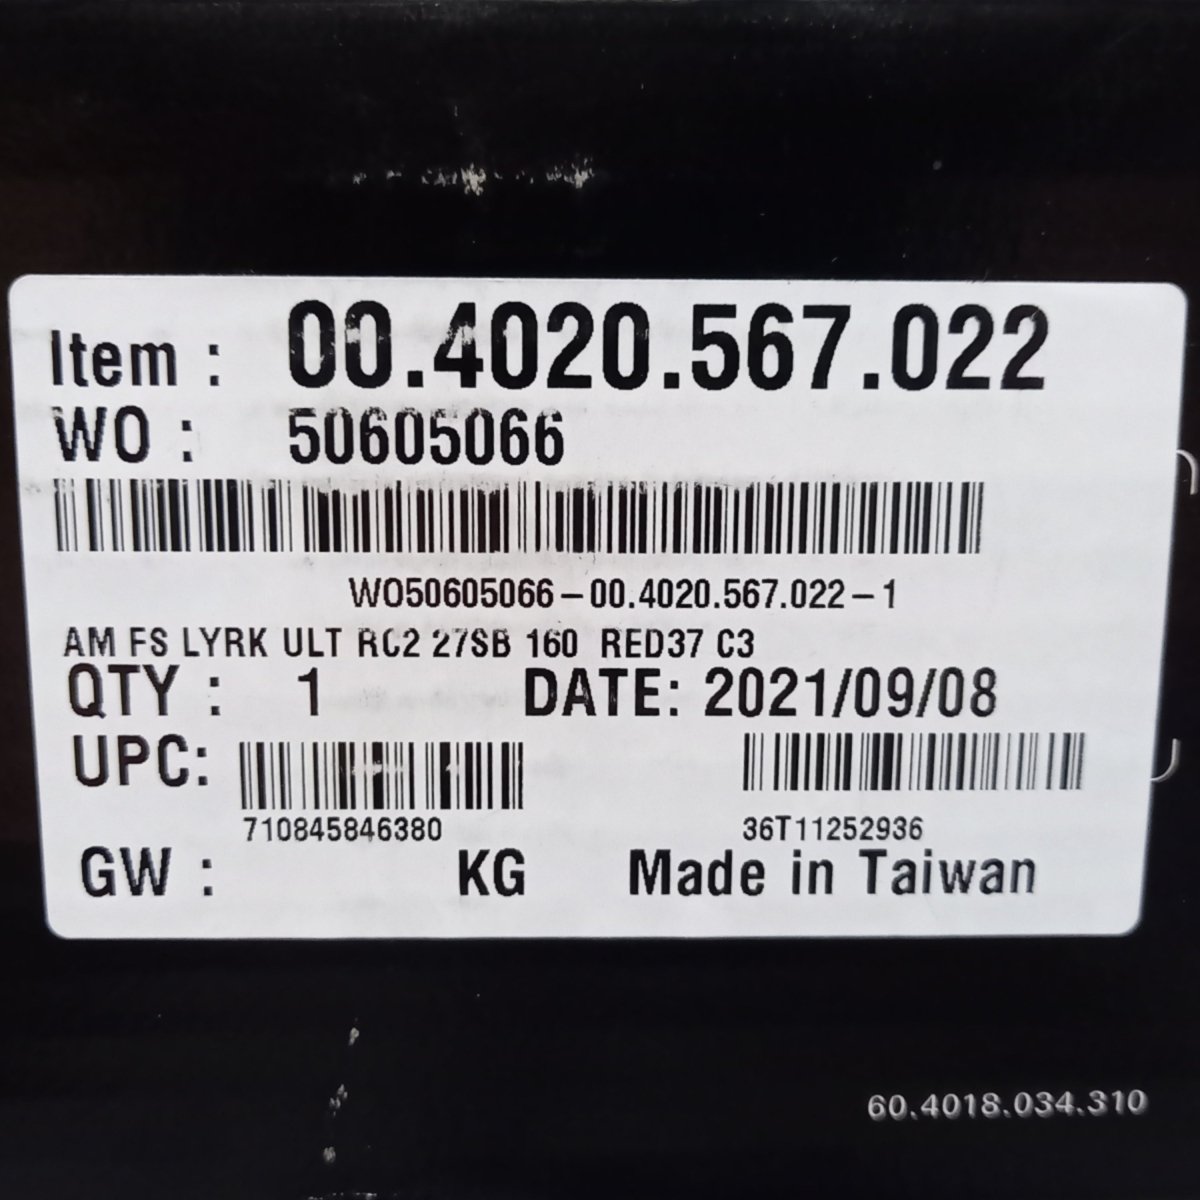 Item : 00.4020.567.022
WO : 50605066
WO50605066-00.4020.567.022-1
AM FS LYRK ULT RC2 27SB 160 RED37 C3
QTY : 1 DATE: 2021/09/08
UPC:
710845846380 36T11252936
GW : KG Made in Taiwan
60.4018.034.310